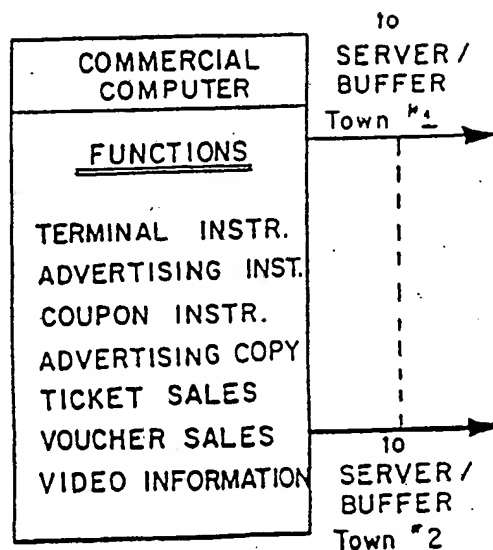 COMMERCIAL
COMPUTER
FUNCTIONS
TERMINAL INSTR.
ADVERTISING INST.
COUPON INSTR.
ADVERTISING COPY
TICKET SALES
VOUCHER SALES
VIDEO INFORMATION
to
SERVER/
BUFFER
Town #1
to
SERVER/
BUFFER
Town #2